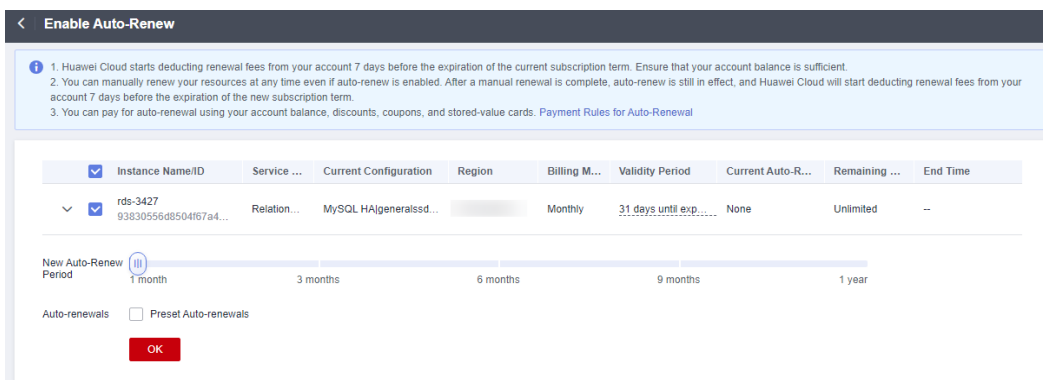 Enable Auto-Renew
1. Huawei Cloud starts deducting renewal fees from your account 7 days before the expiration of the current subscription term. Ensure that your account balance is sufficient.
2. You can manually renew your resources at any time even if auto-renew is enabled. After a manual renewal is complete, auto-renew is still in effect, and Huawei Cloud will start deducting renewal fees from your
account 7 days before the expiration of the new subscription term.
3. You can pay for auto-renewal using your account balance, discounts, coupons, and stored-value cards. Payment Rules for Auto-Renewal
Instance Name/ID Service ... Current Configuration Region Billing M... Validity Period Current Auto-R... Remaining ... End Time
rds-3427
93830556d8504f67a4... Relation... MySQL HA|generalssd... Monthly 31 days until exp... None Unlimited --
New Auto-Renew
Period
1 month 3 months 6 months 9 months 1 year
Auto-renewals Preset Auto-renewals
OK